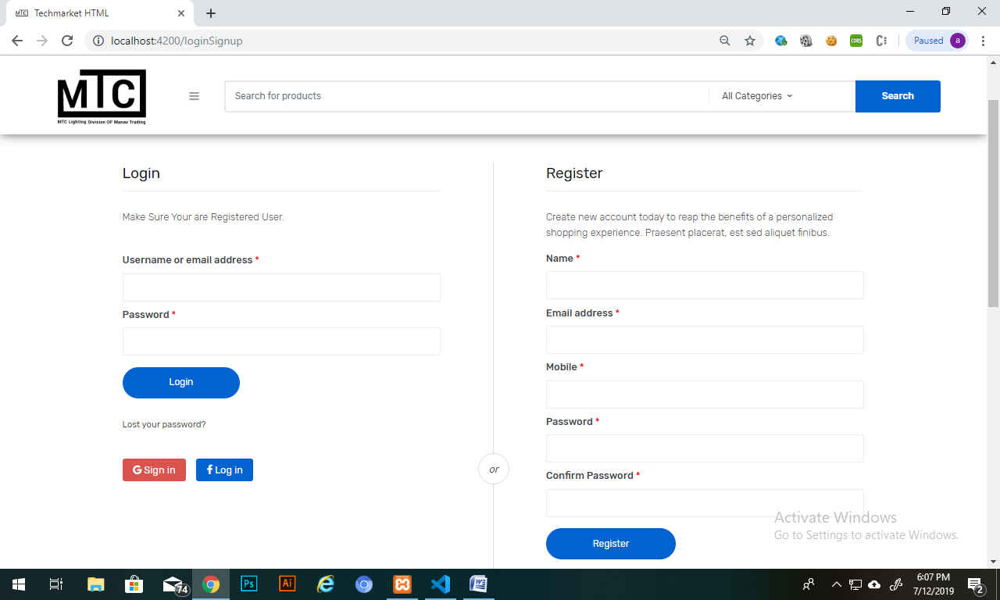 MTC Techmarket HTML
localhost:4200/loginSignup
CORS
Paused a
MTC
MTC Lighting Division OF Manav Trading
Search for products
All Categories
Search
Login
Make Sure Your are Registered User.
Username or email address *
Password *
Login
Lost your password?
G Sign in
f Log in
or
Register
Create new account today to reap the benefits of a personalized
shopping experience. Praesent placerat, est sed aliquet finibus.
Name *
Email address *
Mobile *
Password *
Confirm Password *
Register
Activate Windows
Go to Settings to activate Windows.
74
Ps
Ai
6:07 PM
7/12/2019
2